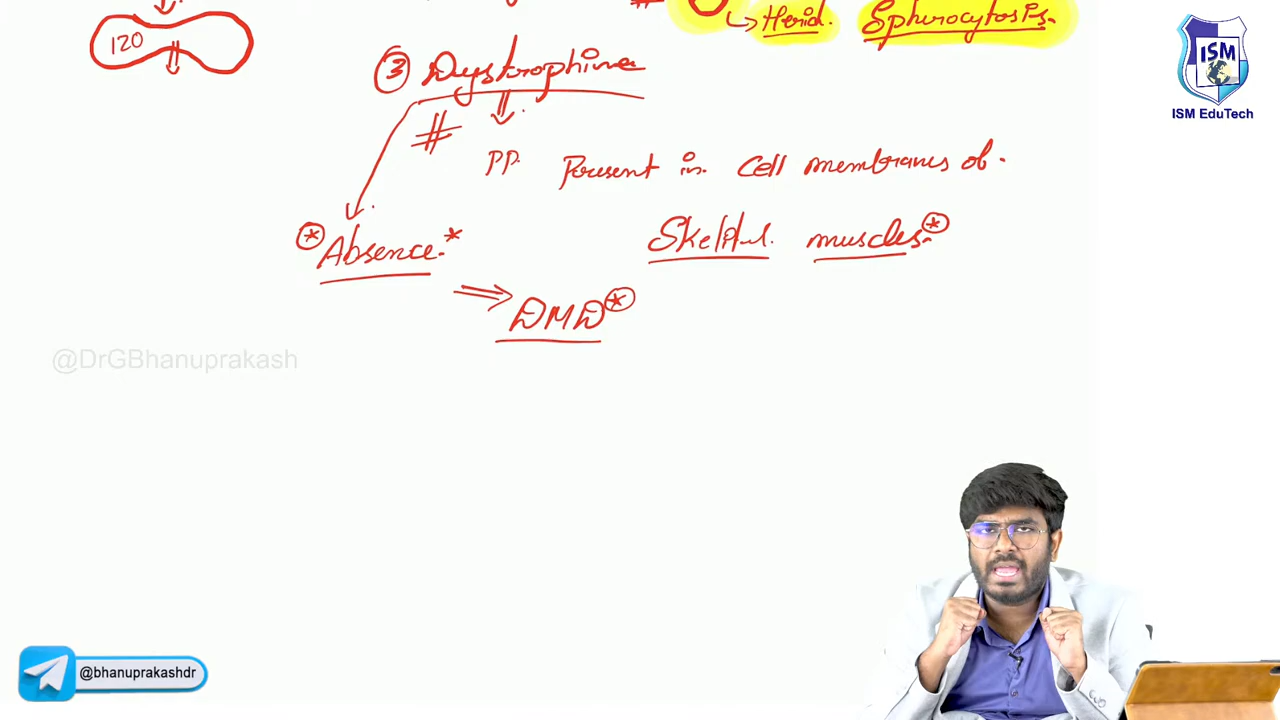 → Herid. Spherocytosis.
ISM
ISM EduTech
120
③ Dystrophine
#
P.P. Present in. cell membranes of.
* Absence.* Skeletal. muscles.*
⇒ DMD *
@DrGBhanuprakash
@bhanuprakashdr